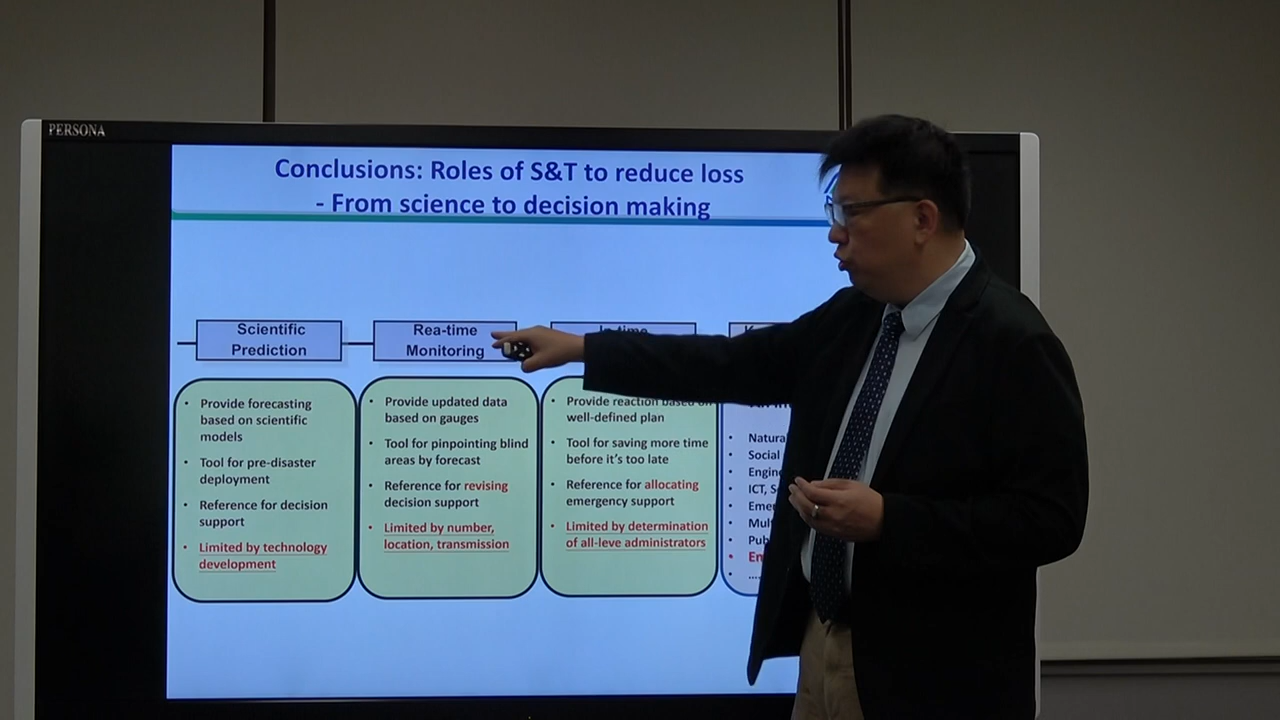 PERSONA
Conclusions: Roles of S&T to reduce loss
- From science to decision making
Scientific
Prediction
Rea-time
Monitoring
• Provide forecasting
based on scientific
models
• Tool for pre-disaster
deployment
• Reference for decision
support
• Limited by technology
development
• Provide updated data
based on gauges
• Tool for pinpointing blind
areas by forecast
• Reference for revising
decision support
• Limited by number,
location, transmission
• Provide reaction based on
well-defined plan
• Tool for saving more time
before it's too late
• Reference for allocating
emergency support
• Limited by determination
of all-leve administrators
• Social
• ICT,
....